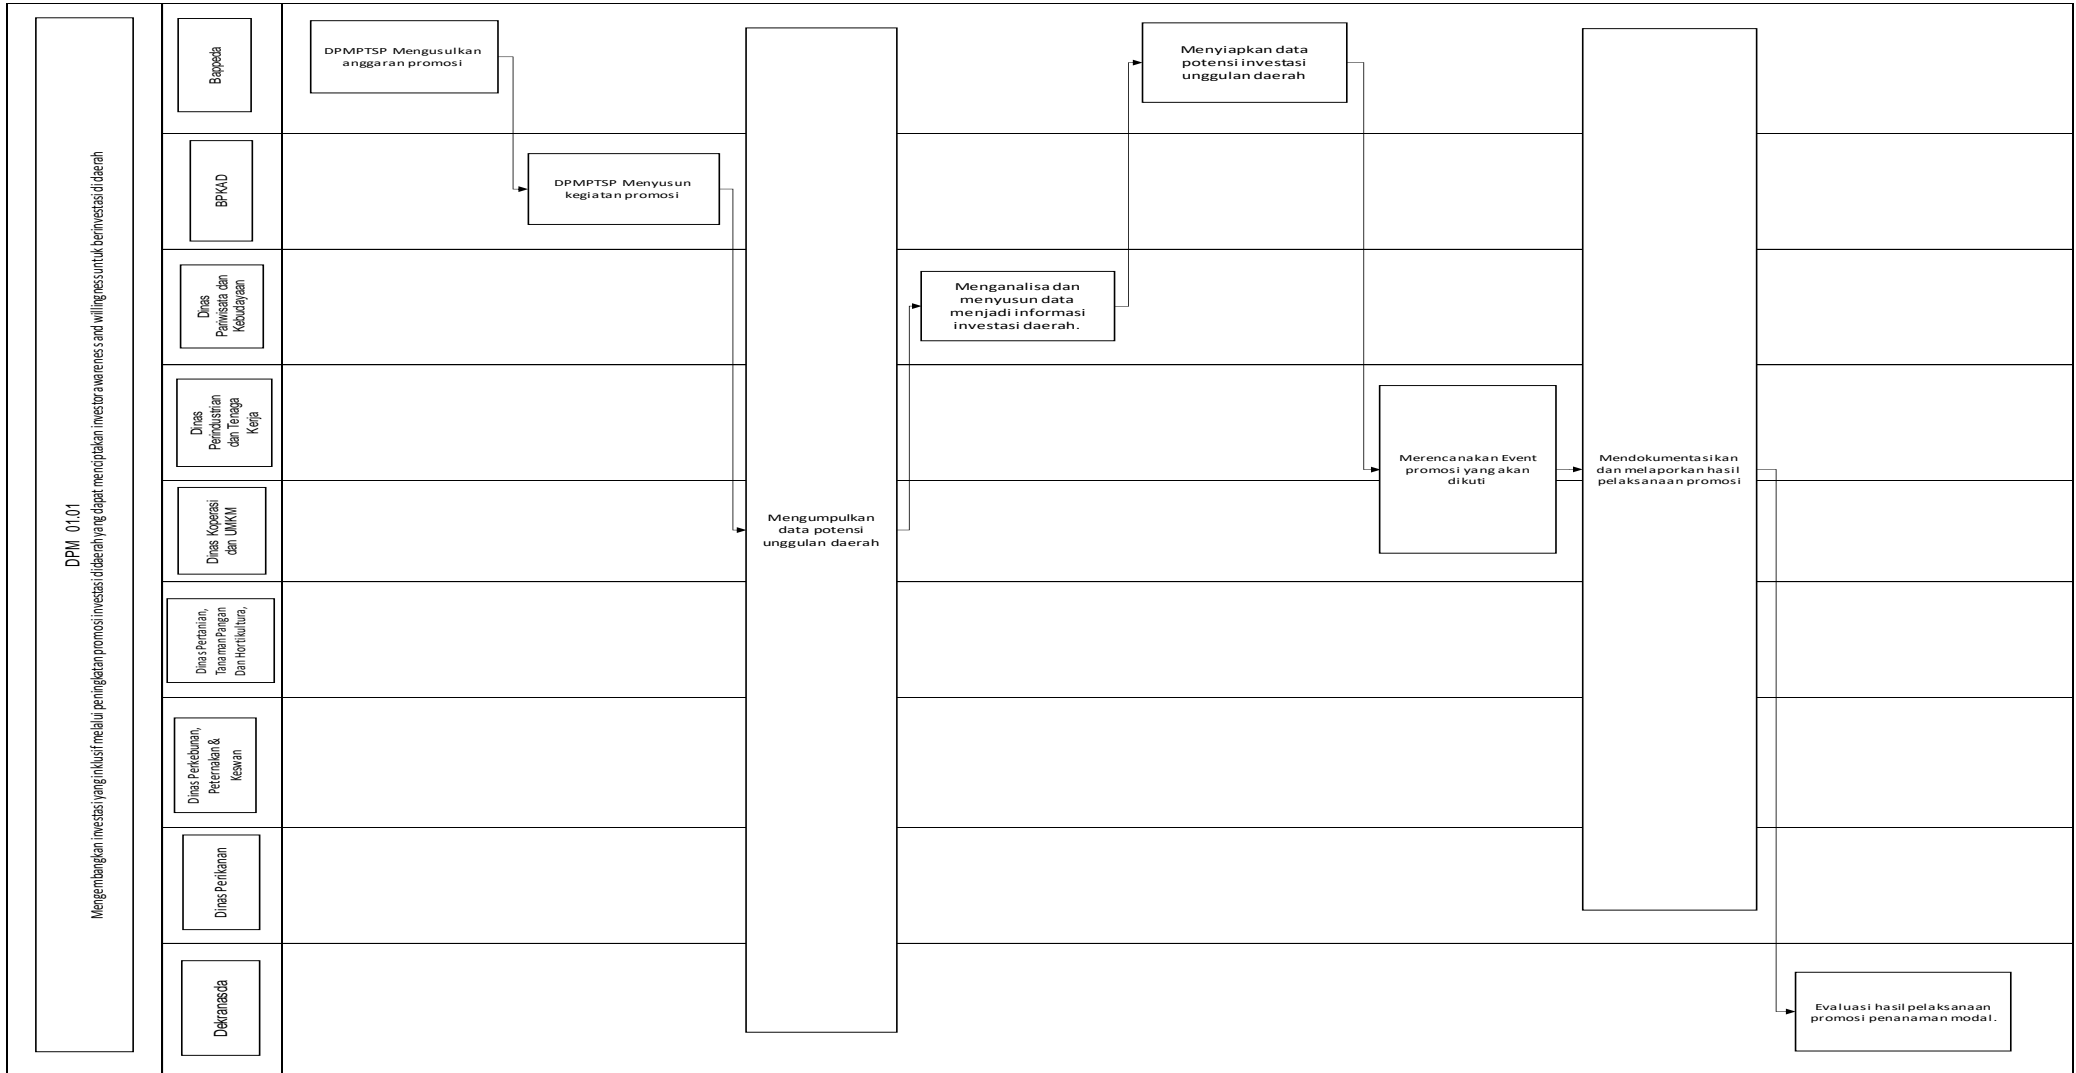 DPM 01.01
Mengembangkan investasi yang inklusif melalui peningkatan promosi investasi didaerah yang dapat menciptakan investor awareness and willingness untuk berinvestasi di daerah
Bappeda
DPMPTSP Mengusulkan
anggaran promosi
Menyiapkan data
potensi investasi
unggulan daerah
BPKAD
DPMPTSP Menyusun
kegiatan promosi
Dinas
Pariwisata dan
Kebudayaan
Menganalisa dan
menyusun data
menjadi informasi
investasi daerah.
Dinas
Perindustrian
dan Tenaga
Kerja
Merencanakan Event
promosi yang akan
dikuti
Mendokumentasikan
dan melaporkan hasil
pelaksanaan promosi
Dinas Koperasi
dan UMKM
Mengumpulkan
data potensi
unggulan daerah
Dinas Pertanian,
Tanaman Pangan
Dan Hortikultura,
Dinas Perkebunan,
Peternakan &
Keswan
Dinas Perikanan
Dekranasda
Evaluasi hasil pelaksanaan
promosi penanaman modal.